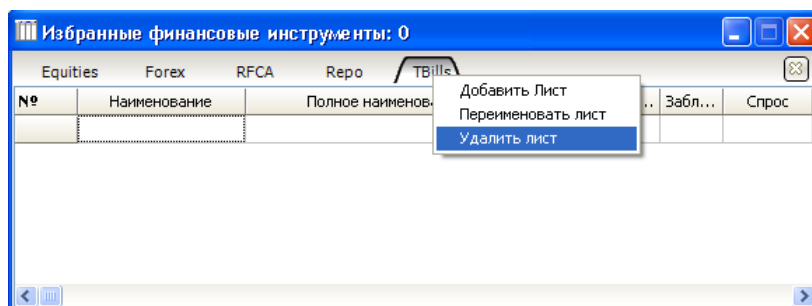 Избранные финансовые инструменты: 0
Equities Forex RFCA Repo TBills
№ Наименование Полное наименова .. Забл... Спрос
Добавить Лист
Переименовать лист
Удалить лист